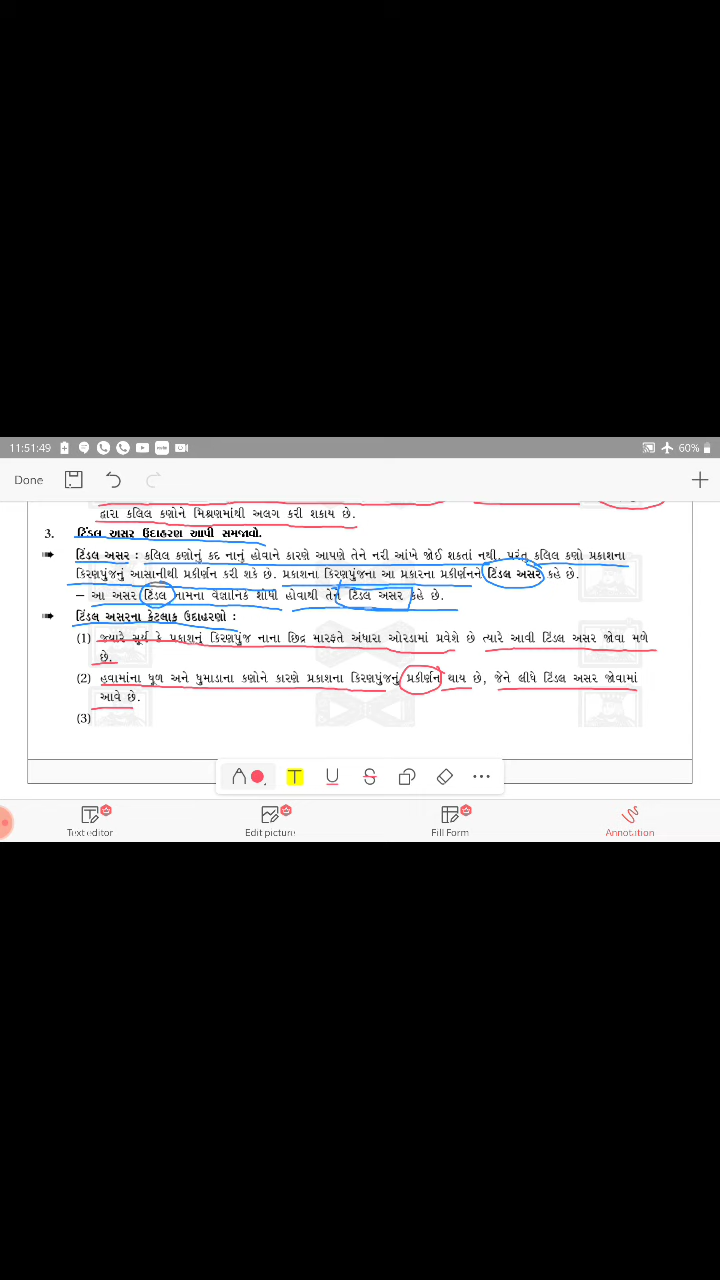 11:51:49
60%
Done
દ્વારા કલિલ કણોને મિશ્રણમાંથી અલગ કરી શકાય છે.
3. ટિંડલ અસર ઉદાહરણ આપી સમજાવો.
➠ ટિંડલ અસર : કલિલ કણોનું કદ નાનું હોવાને કારણે આપણે તેને નરી આંખે જોઈ શકતાં નથી, પરંતુ કલિલ કણો પ્રકાશના
કિરણપુંજનું આસાનીથી પ્રકીર્ણન કરી શકે છે. પ્રકાશના કિરણપુંજના આ પ્રકારના પ્રકીર્ણનને ટિંડલ અસર કહે છે.
– આ અસર ટિંડલ નામના વૈજ્ઞાનિકે શોધી હોવાથી તેને ટિંડલ અસર કહે છે.
➠ ટિંડલ અસરના કેટલાક ઉદાહરણો :
(1) જ્યારે સૂર્ય કે પ્રકાશનું કિરણપુંજ નાના છિદ્ર મારફતે અંધારા ઓરડામાં પ્રવેશે છે ત્યારે આવી ટિંડલ અસર જોવા મળે
છે.
(2) હવામાંના ધૂળ અને ધુમાડાના કણોને કારણે પ્રકાશના કિરણપુંજનું પ્રકીર્ણન થાય છે, જેને લીધે ટિંડલ અસર જોવામાં
આવે છે.
(3)
Text editor
Edit picture
Fill Form
Annotation